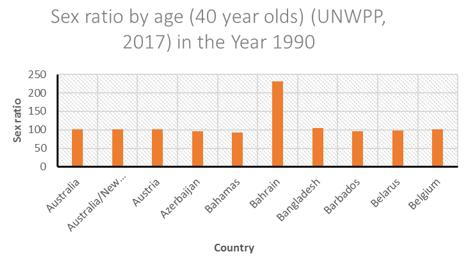 Sex ratio by age (40 year olds) (UNWPP,
2017) in the Year 1990
Sex ratio
250
200
150
100
50
0
Australia
Australia/New...
Austria
Azerbaijan
Bahamas
Bahrain
Bangladesh
Barbados
Belarus
Belgium
Country